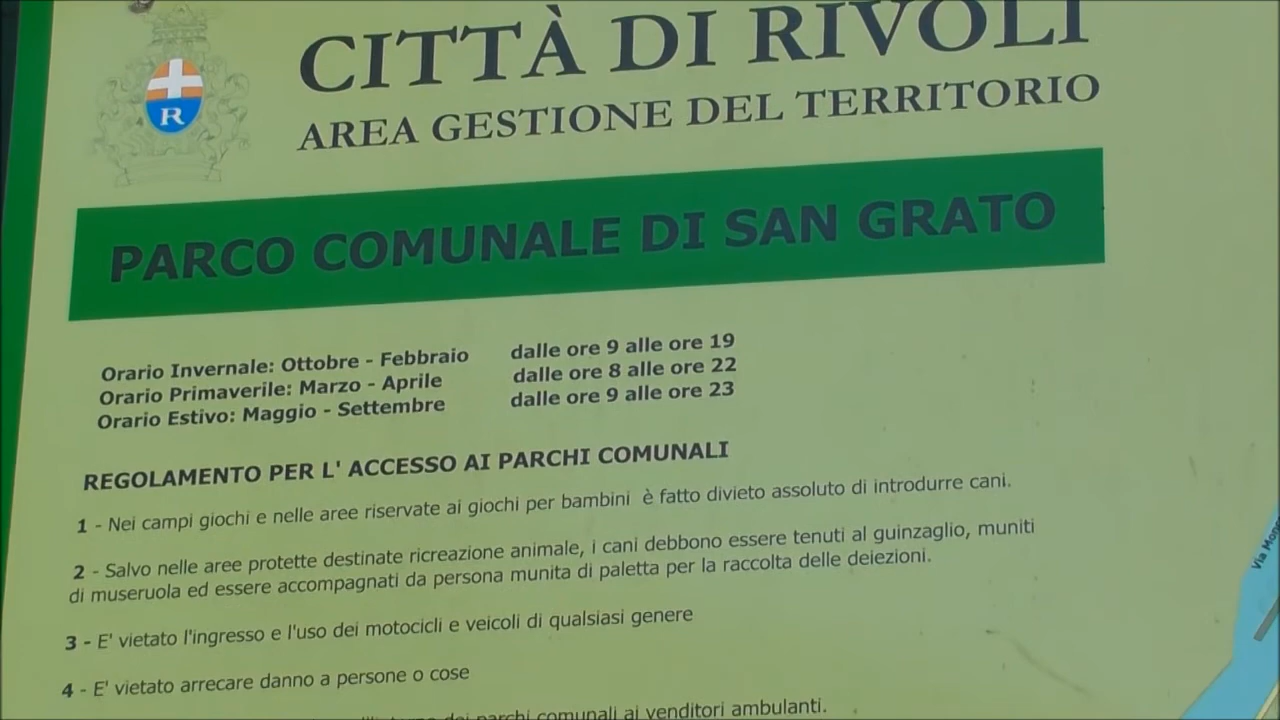 R
CITTÀ DI RIVOLI
AREA GESTIONE DEL TERRITORIO
PARCO COMUNALE DI SAN GRATO
Orario Invernale: Ottobre - Febbraio dalle ore 9 alle ore 19
Orario Primaverile: Marzo - Aprile dalle ore 8 alle ore 22
Orario Estivo: Maggio - Settembre dalle ore 9 alle ore 23
REGOLAMENTO PER L' ACCESSO AI PARCHI COMUNALI
1 - Nei campi giochi e nelle aree riservate ai giochi per bambini è fatto divieto assoluto di introdurre cani.
2 - Salvo nelle aree protette destinate ricreazione animale, i cani debbono essere tenuti al guinzaglio, muniti
di museruola ed essere accompagnati da persona munita di paletta per la raccolta delle deiezioni.
3 - E' vietato l'ingresso e l'uso dei motocicli e veicoli di qualsiasi genere
4 - E' vietato arrecare danno a persone o cose
parchi comunali ai venditori ambulanti.
Via